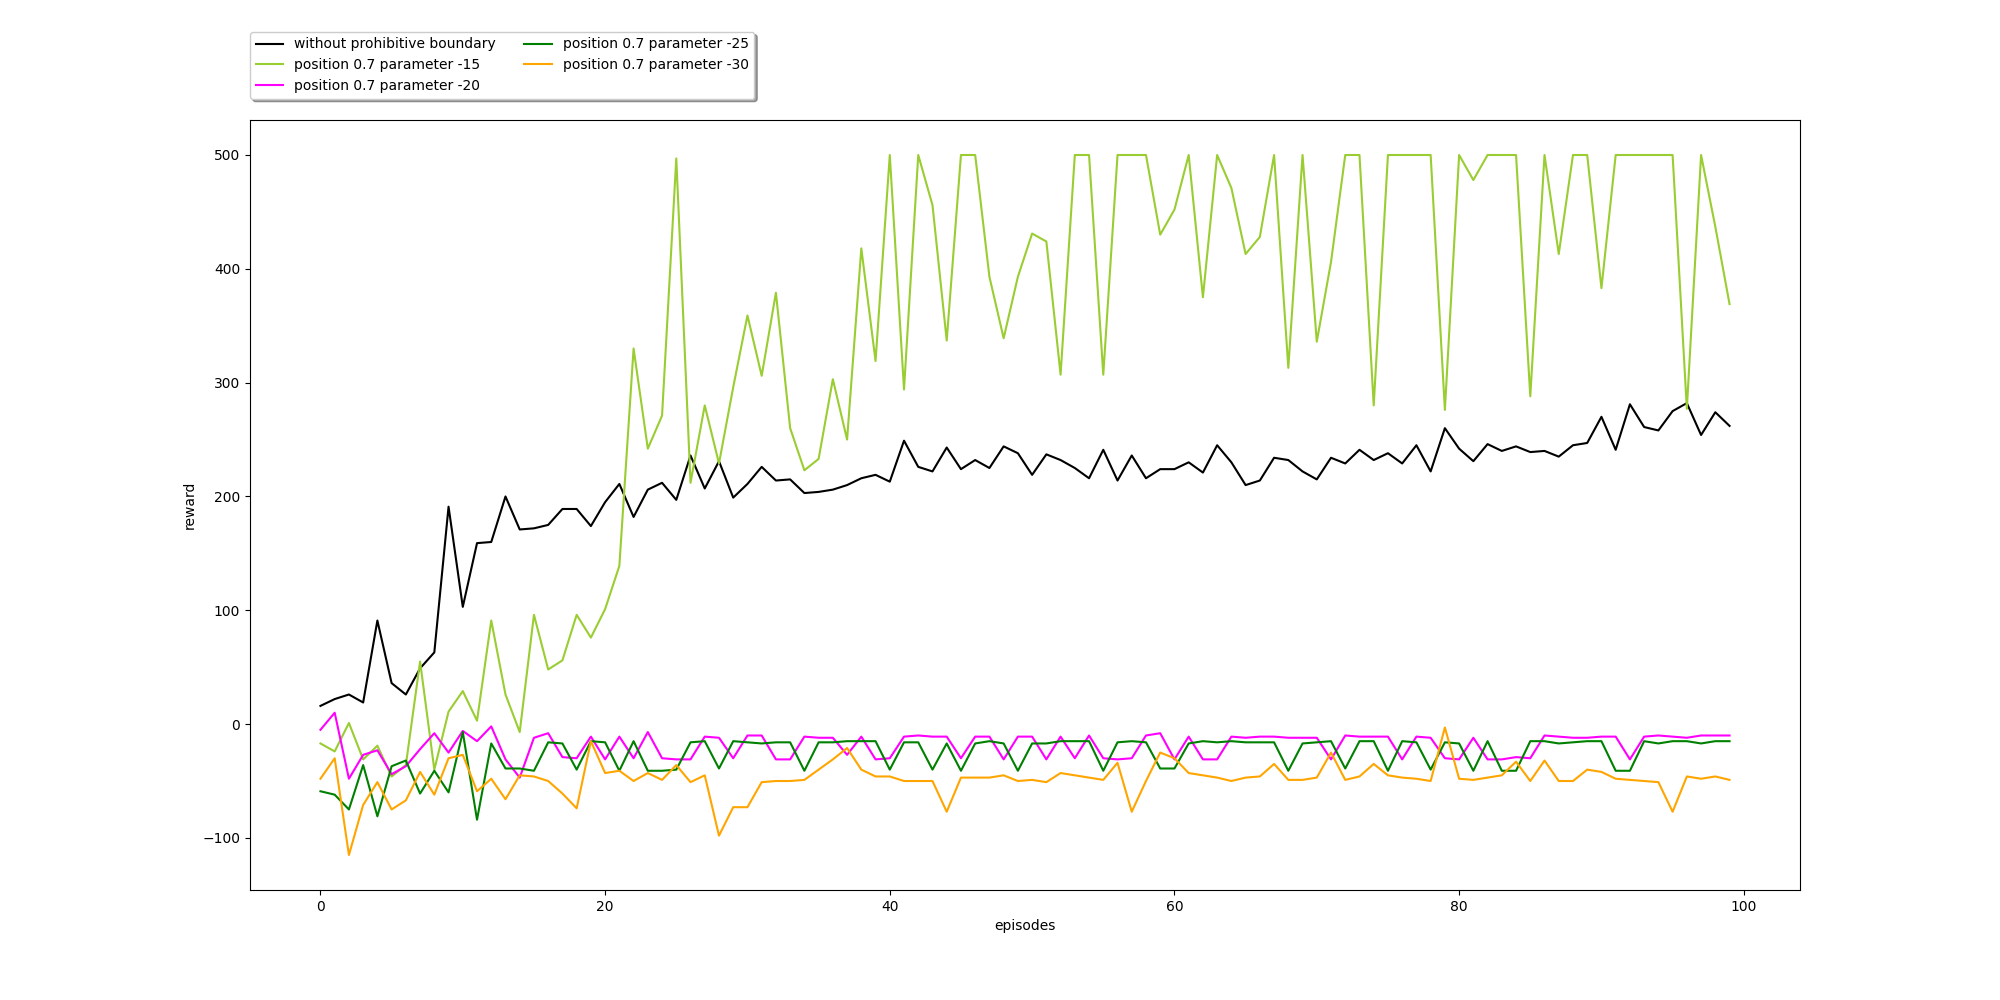 without prohibitive boundary
position 0.7 parameter -15
position 0.7 parameter -20
position 0.7 parameter -25
position 0.7 parameter -30
500
400
300
200
100
0
−100
reward
0 20 40 60 80 100
episodes